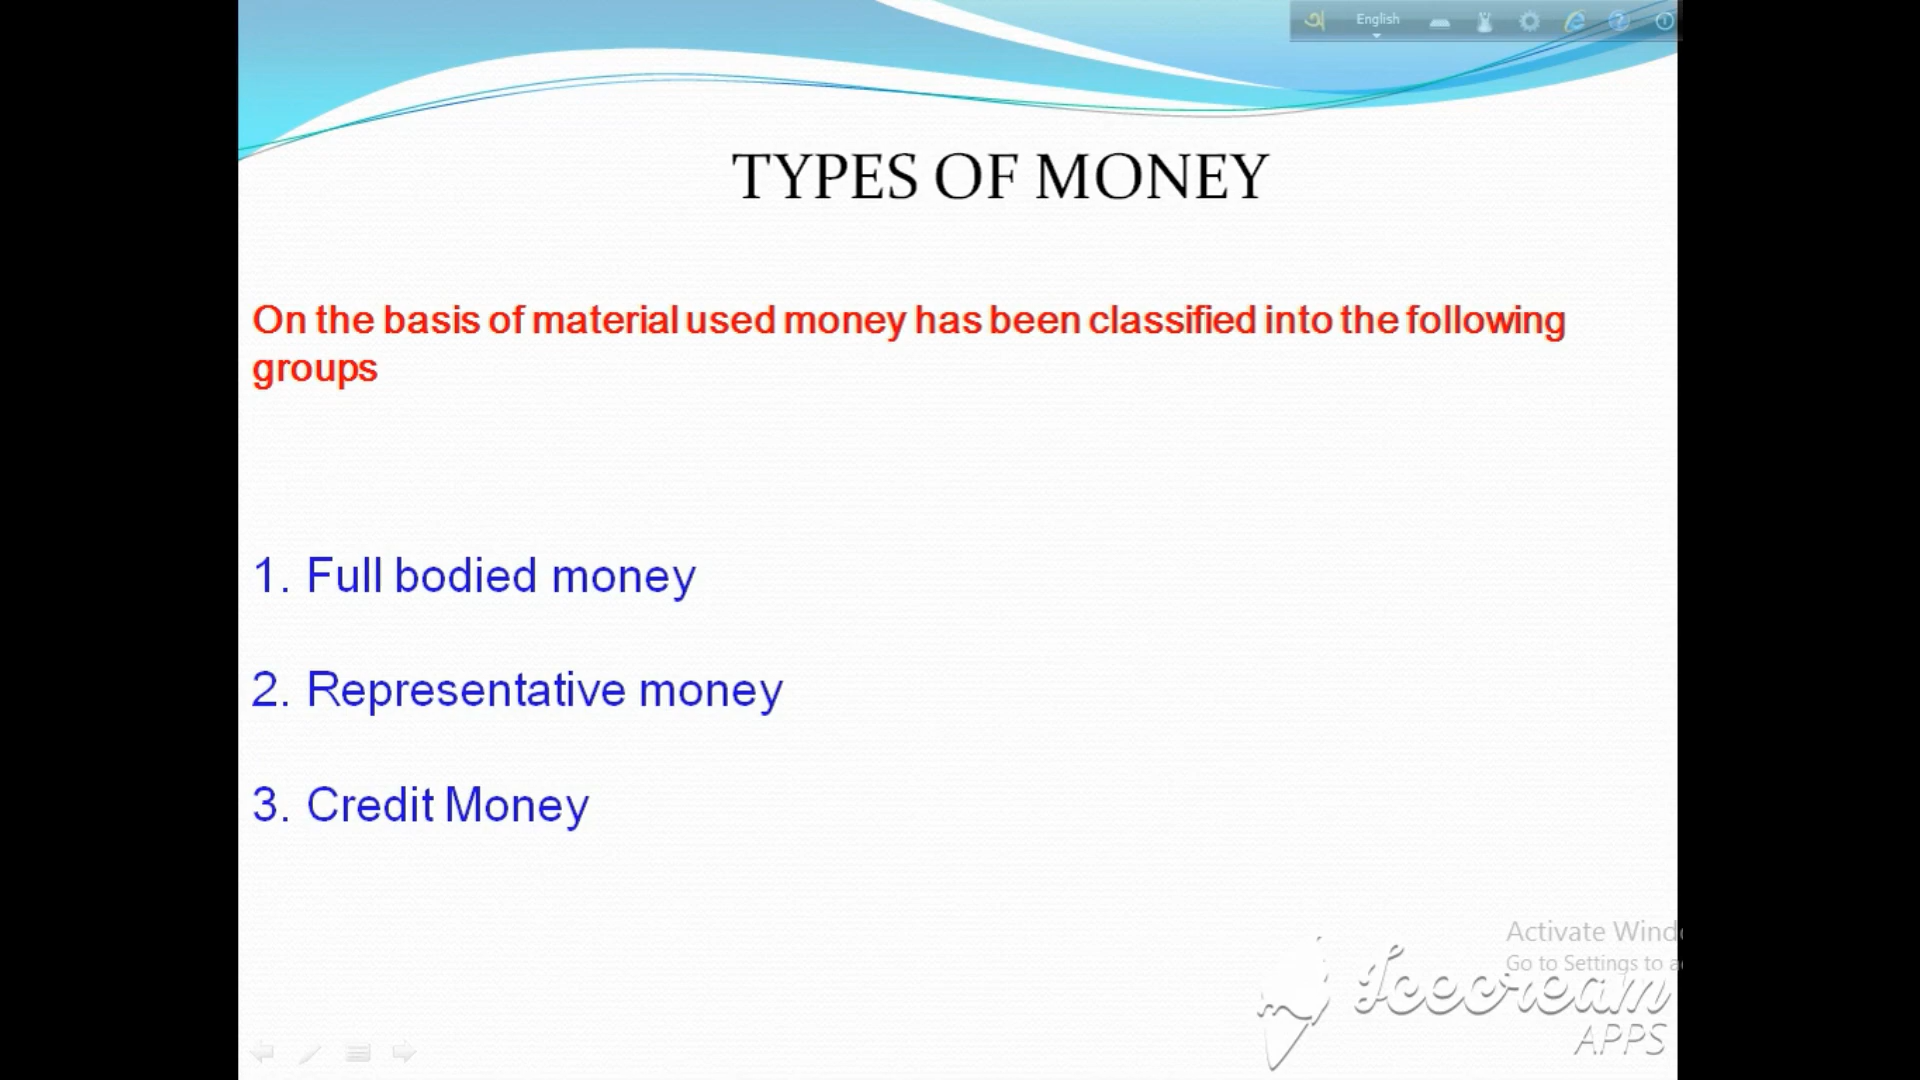 অ English
TYPES OF MONEY
On the basis of material used money has been classified into the following
groups
1. Full bodied money
2. Representative money
3. Credit Money
Activate Wind
Go to Settings to a
Icecream
APPS